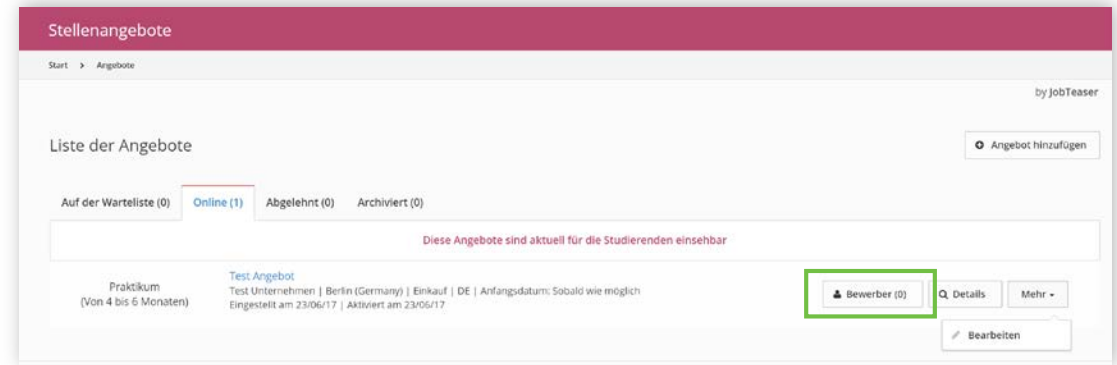 Stellenangebote
Start > Angebote
by JobTeaser
Liste der Angebote
Angebot hinzufügen
Auf der Warteliste (0) Online (1) Abgelehnt (0) Archiviert (0)
Diese Angebote sind aktuell für die Studierenden einsehbar
Praktikum
(Von 4 bis 6 Monaten)
Test Angebot
Test Unternehmen | Berlin (Germany) | Einkauf | DE | Anfangsdatum: Sobald wie möglich
Eingestellt am 23/06/17 | Aktiviert am 23/06/17
Bewerber (0) Details Mehr
Bearbeiten